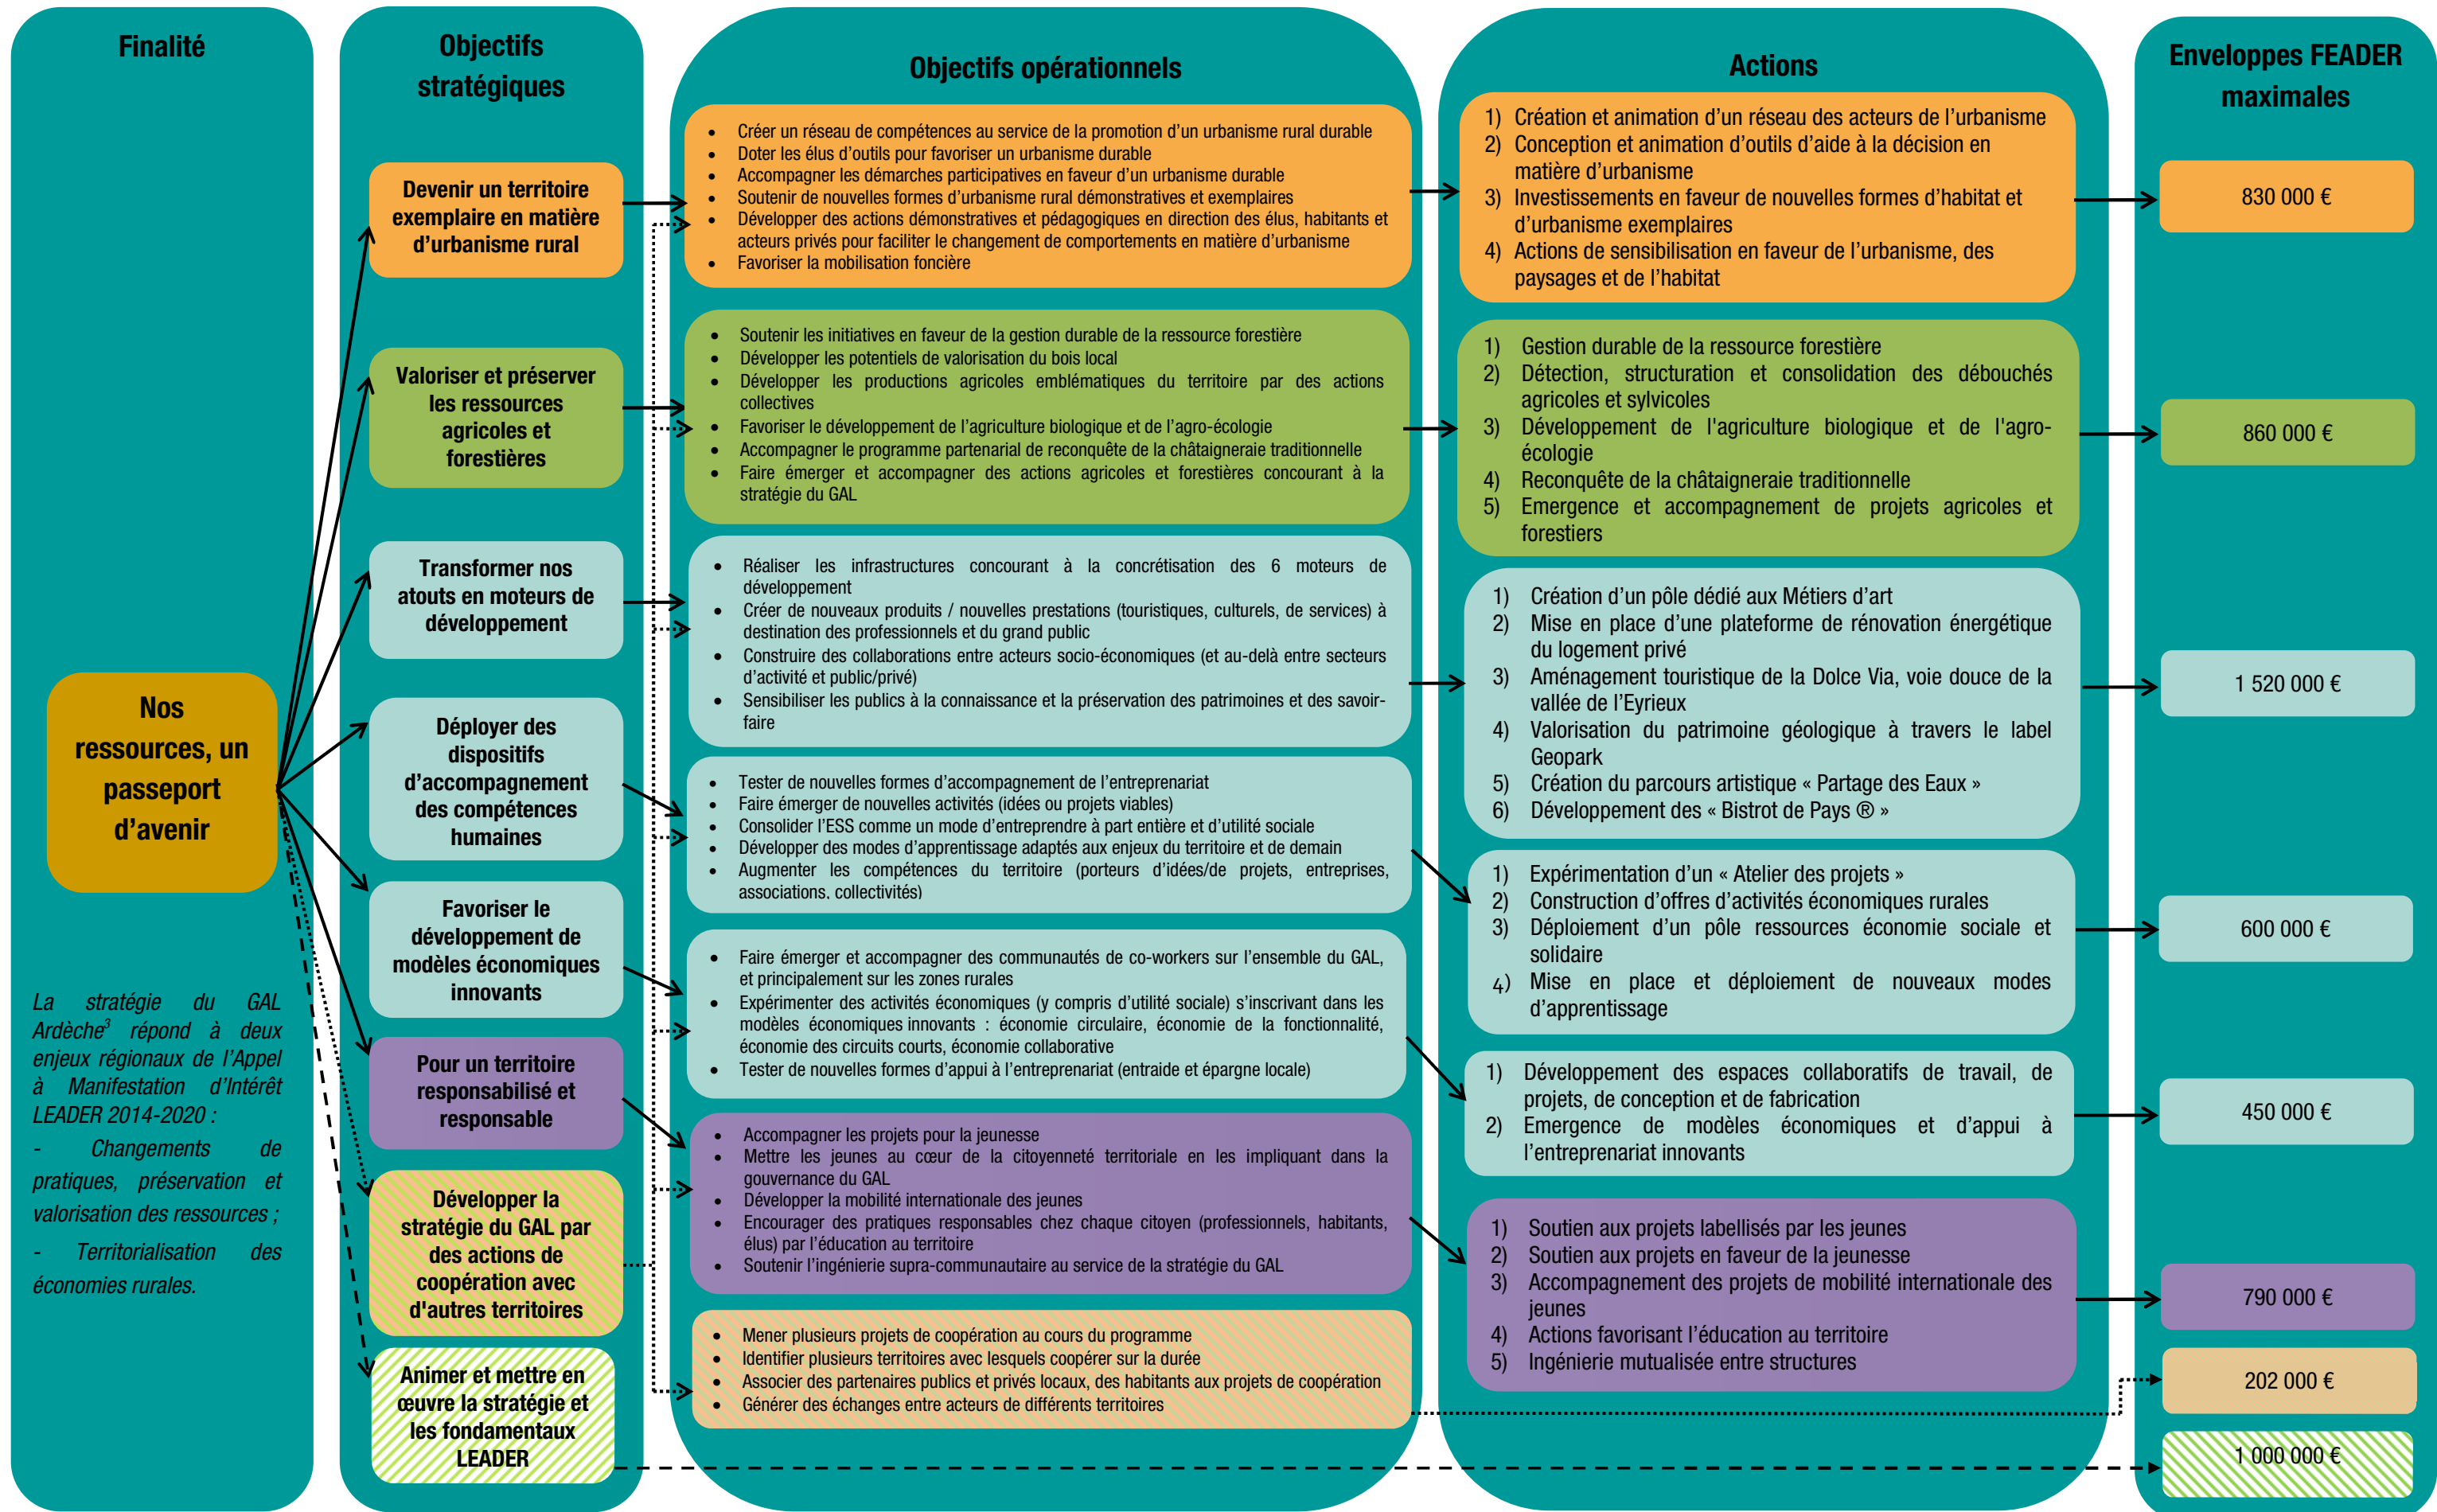 Finalité
Nos
ressources, un
passeport
d’avenir
La stratégie du GAL
Ardèche³ répond à deux
enjeux régionaux de l’Appel
à Manifestation d’Intérêt
LEADER 2014-2020 :
- Changements de
pratiques, préservation et
valorisation des ressources ;
- Territorialisation des
économies rurales.
Objectifs
stratégiques
Devenir un territoire
exemplaire en matière
d’urbanisme rural
Valoriser et préserver
les ressources
agricoles et
forestières
Transformer nos
atouts en moteurs de
développement
Déployer des
dispositifs
d’accompagnement
des compétences
humaines
Favoriser le
développement de
modèles économiques
innovants
Pour un territoire
responsabilisé et
responsable
Développer la
stratégie du GAL par
des actions de
coopération avec
d'autres territoires
Animer et mettre en
œuvre la stratégie et
les fondamentaux
LEADER
Objectifs opérationnels
• Créer un réseau de compétences au service de la promotion d’un urbanisme rural durable
• Doter les élus d’outils pour favoriser un urbanisme durable
• Accompagner les démarches participatives en faveur d’un urbanisme durable
• Soutenir de nouvelles formes d’urbanisme rural démonstratives et exemplaires
• Développer des actions démonstratives et pédagogiques en direction des élus, habitants et
acteurs privés pour faciliter le changement de comportements en matière d’urbanisme
• Favoriser la mobilisation foncière
• Soutenir les initiatives en faveur de la gestion durable de la ressource forestière
• Développer les potentiels de valorisation du bois local
• Développer les productions agricoles emblématiques du territoire par des actions
collectives
• Favoriser le développement de l’agriculture biologique et de l’agro-écologie
• Accompagner le programme partenarial de reconquête de la châtaigneraie traditionnelle
• Faire émerger et accompagner des actions agricoles et forestières concourant à la
stratégie du GAL
• Réaliser les infrastructures concourant à la concrétisation des 6 moteurs de
développement
• Créer de nouveaux produits / nouvelles prestations (touristiques, culturels, de services) à
destination des professionnels et du grand public
• Construire des collaborations entre acteurs socio-économiques (et au-delà entre secteurs
d’activité et public/privé)
• Sensibiliser les publics à la connaissance et la préservation des patrimoines et des savoir-
faire
• Tester de nouvelles formes d’accompagnement de l’entreprenariat
• Faire émerger de nouvelles activités (idées ou projets viables)
• Consolider l’ESS comme un mode d’entreprendre à part entière et d’utilité sociale
• Développer des modes d’apprentissage adaptés aux enjeux du territoire et de demain
• Augmenter les compétences du territoire (porteurs d’idées/de projets, entreprises,
associations, collectivités)
• Faire émerger et accompagner des communautés de co-workers sur l’ensemble du GAL,
et principalement sur les zones rurales
• Expérimenter des activités économiques (y compris d’utilité sociale) s’inscrivant dans les
modèles économiques innovants : économie circulaire, économie de la fonctionnalité,
économie des circuits courts, économie collaborative
• Tester de nouvelles formes d’appui à l’entreprenariat (entraide et épargne locale)
• Accompagner les projets pour la jeunesse
• Mettre les jeunes au cœur de la citoyenneté territoriale en les impliquant dans la
gouvernance du GAL
• Développer la mobilité internationale des jeunes
• Encourager des pratiques responsables chez chaque citoyen (professionnels, habitants,
élus) par l’éducation au territoire
• Soutenir l’ingénierie supra-communautaire au service de la stratégie du GAL
• Mener plusieurs projets de coopération au cours du programme
• Identifier plusieurs territoires avec lesquels coopérer sur la durée
• Associer des partenaires publics et privés locaux, des habitants aux projets de coopération
• Générer des échanges entre acteurs de différents territoires
Actions
1) Création et animation d’un réseau des acteurs de l’urbanisme
2) Conception et animation d’outils d’aide à la décision en
matière d’urbanisme
3) Investissements en faveur de nouvelles formes d’habitat et
d’urbanisme exemplaires
4) Actions de sensibilisation en faveur de l’urbanisme, des
paysages et de l’habitat
1) Gestion durable de la ressource forestière
2) Détection, structuration et consolidation des débouchés
agricoles et sylvicoles
3) Développement de l'agriculture biologique et de l'agro-
écologie
4) Reconquête de la châtaigneraie traditionnelle
5) Emergence et accompagnement de projets agricoles et
forestiers
1) Création d’un pôle dédié aux Métiers d’art
2) Mise en place d’une plateforme de rénovation énergétique
du logement privé
3) Aménagement touristique de la Dolce Via, voie douce de la
vallée de l’Eyrieux
4) Valorisation du patrimoine géologique à travers le label
Geopark
5) Création du parcours artistique « Partage des Eaux »
6) Développement des « Bistrot de Pays ® »
1) Expérimentation d’un « Atelier des projets »
2) Construction d’offres d’activités économiques rurales
3) Déploiement d’un pôle ressources économie sociale et
solidaire
4) Mise en place et déploiement de nouveaux modes
d’apprentissage
1) Développement des espaces collaboratifs de travail, de
projets, de conception et de fabrication
2) Emergence de modèles économiques et d’appui à
l’entreprenariat innovants
1) Soutien aux projets labellisés par les jeunes
2) Soutien aux projets en faveur de la jeunesse
3) Accompagnement des projets de mobilité internationale des
jeunes
4) Actions favorisant l’éducation au territoire
5) Ingénierie mutualisée entre structures
Enveloppes FEADER
maximales
830 000 €
860 000 €
1 520 000 €
600 000 €
450 000 €
790 000 €
202 000 €
1 000 000 €